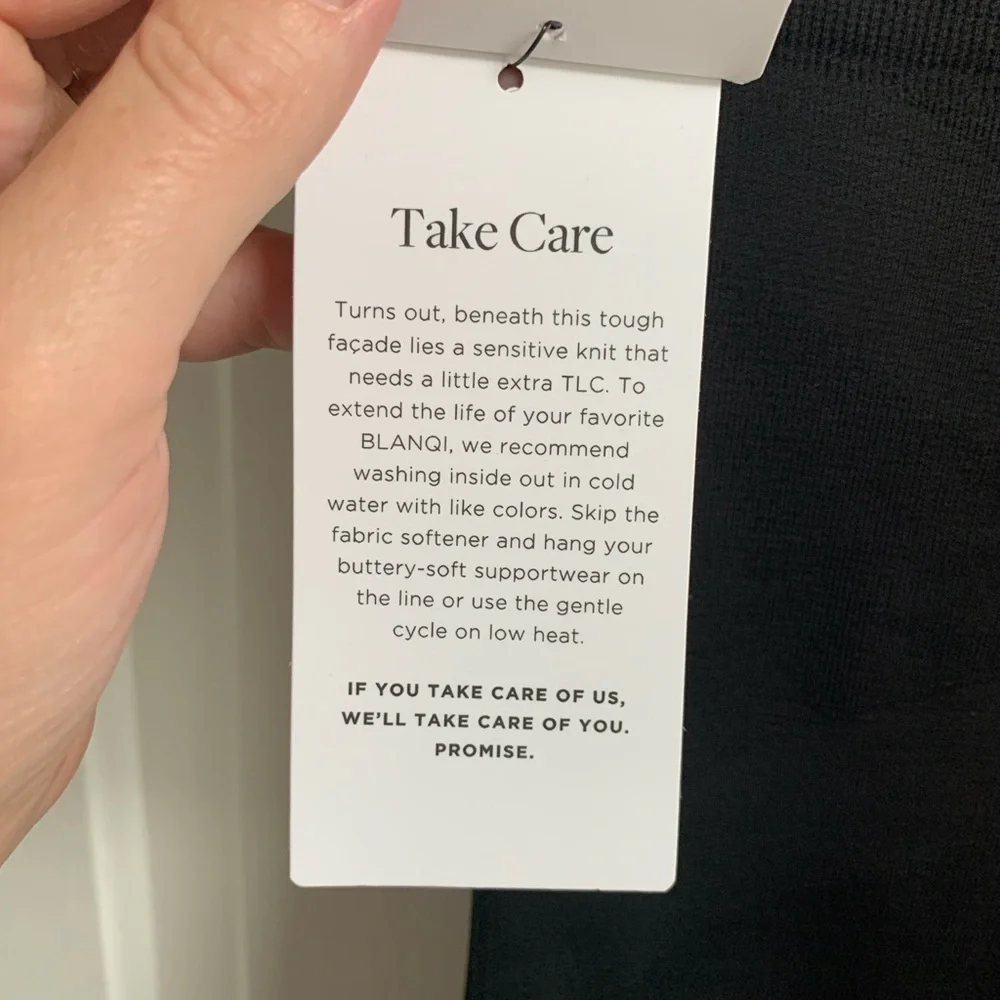 Take Care
Turns out, beneath this tough
façade lies a sensitive knit that
needs a little extra TLC. To
extend the life of your favorite
BLANQI, we recommend
washing inside out in cold
water with like colors. Skip the
fabric softener and hang your
buttery-soft supportwear on
the line or use the gentle
cycle on low heat.
IF YOU TAKE CARE OF US,
WE'LL TAKE CARE OF YOU.
PROMISE.